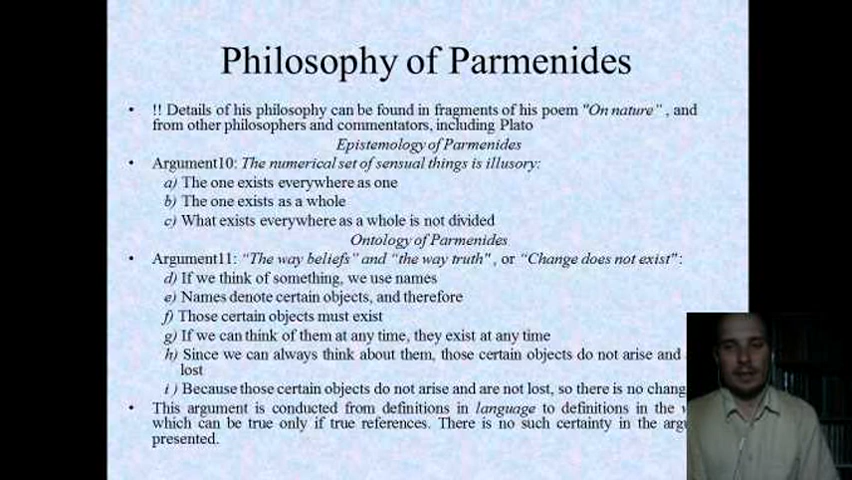 Philosophy of Parmenides
• !! Details of his philosophy can be found in fragments of his poem "On nature" , and
from other philosophers and commentators, including Plato
Epistemology of Parmenides
• Argument10: The numerical set of sensual things is illusory:
a) The one exists everywhere as one
b) The one exists as a whole
c) What exists everywhere as a whole is not divided
Ontology of Parmenides
• Argument11: “The way beliefs” and “the way truth”, or “Change does not exist”:
d) If we think of something, we use names
e) Names denote certain objects, and therefore
f) Those certain objects must exist
g) If we can think of them at any time, they exist at any time
h) Since we can always think about them, those certain objects do not arise and
lost
i) Because those certain objects do not arise and are not lost, so there is no
• This argument is conducted from definitions in language to definitions in the
which can be true only if true references. There is no such certainty in the
presented.